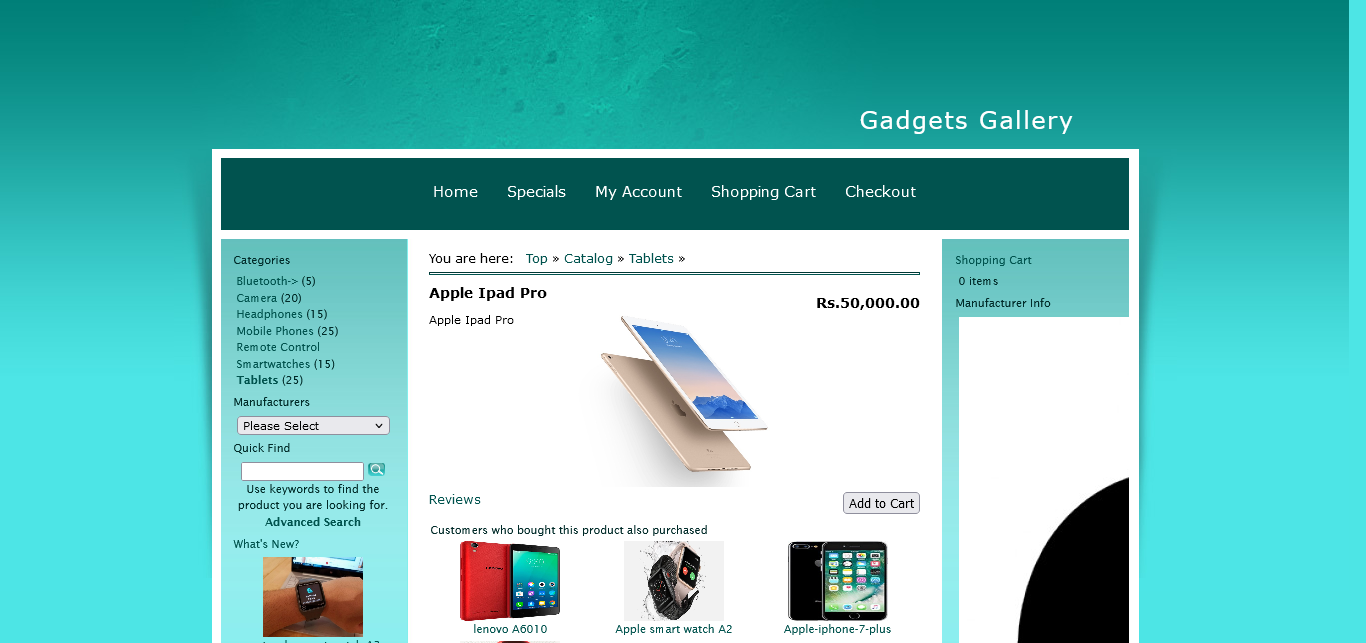 Gadgets Gallery
Home Specials My Account Shopping Cart Checkout
Categories
Bluetooth-> (5)
Camera (20)
Headphones (15)
Mobile Phones (25)
Remote Control
Smartwatches (15)
Tablets (25)
Manufacturers
Please Select
Quick Find
Use keywords to find the
product you are looking for.
Advanced Search
What's New?
You are here: Top » Catalog » Tablets »
Apple Ipad Pro
Rs.50,000.00
Apple Ipad Pro
Reviews
Add to Cart
Customers who bought this product also purchased
lenovo A6010
Apple smart watch A2
Apple-iphone-7-plus
Shopping Cart
0 items
Manufacturer Info